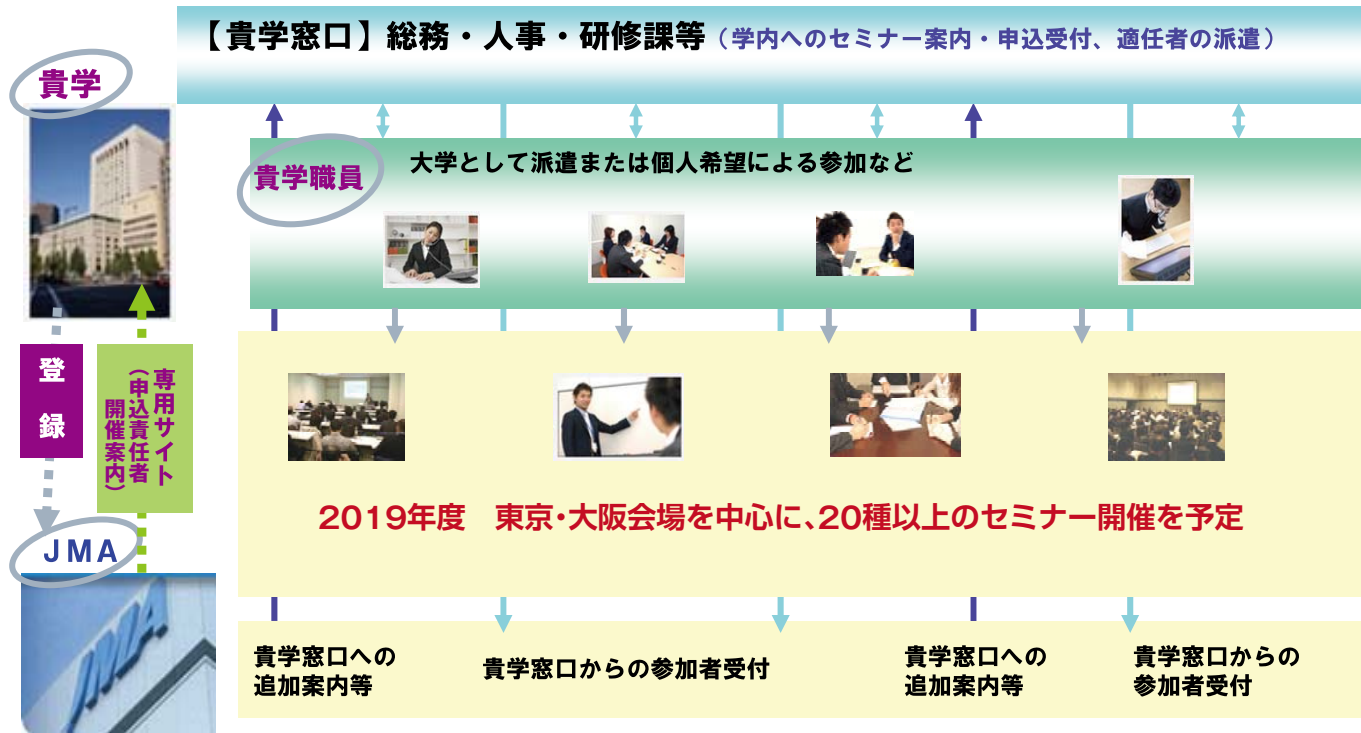 【貴学窓口】総務・人事・研修課等（学内へのセミナー案内・申込受付、適任者の派遣）
貴学
貴学職員
大学として派遣または個人希望による参加など
登録
専用サイト
（申込責任者
開催案内）
2019年度　東京・大阪会場を中心に、20種以上のセミナー開催を予定
JMA
JMA
貴学窓口への
追加案内等
貴学窓口からの参加者受付
貴学窓口への
追加案内等
貴学窓口からの
参加者受付